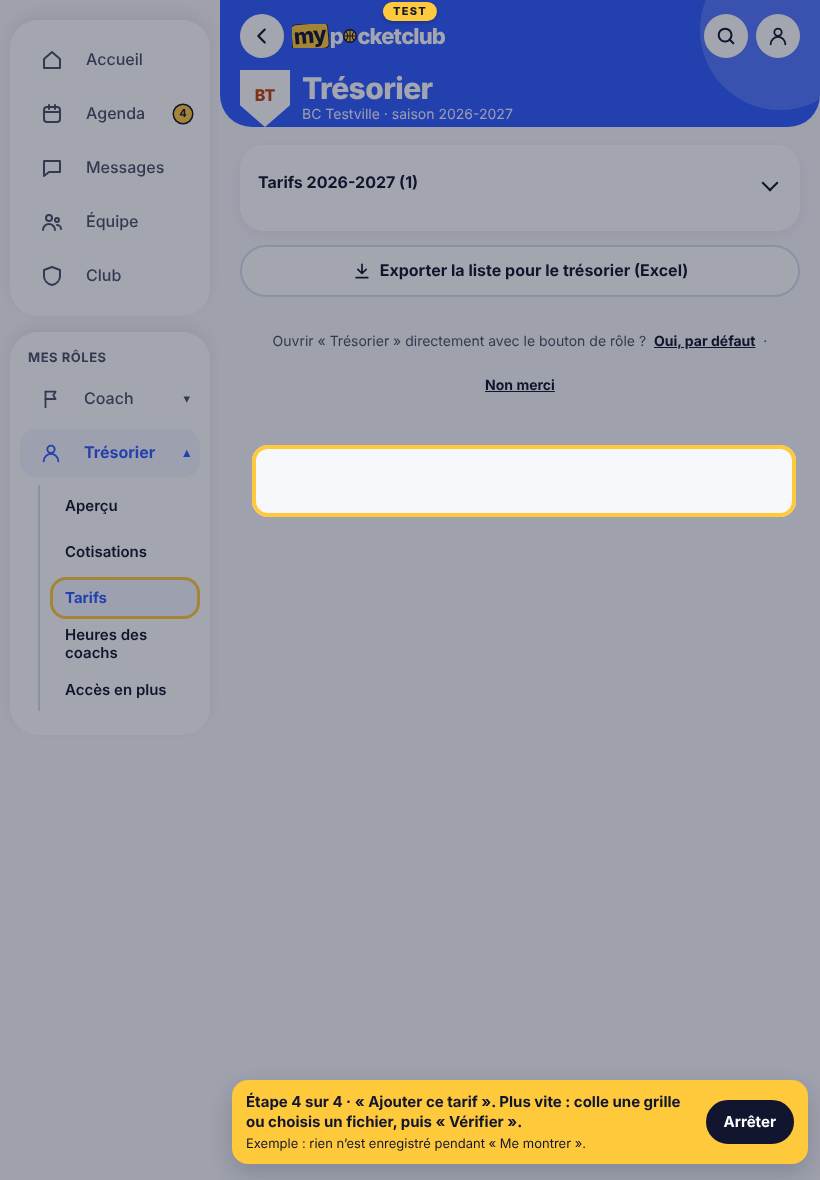 TEST
mypocketclub
BT
Trésorier
BC Testville · saison 2026-2027
Accueil
Agenda 4
Messages
Équipe
Club
MES RÔLES
Coach
Trésorier
Aperçu
Cotisations
Tarifs
Heures des
coachs
Accès en plus
Tarifs 2026-2027 (1)
Exporter la liste pour le trésorier (Excel)
Ouvrir « Trésorier » directement avec le bouton de rôle ? Oui, par défaut ·
Non merci
Étape 4 sur 4 · « Ajouter ce tarif ». Plus vite : colle une grille
ou choisis un fichier, puis « Vérifier ».
Exemple : rien n’est enregistré pendant « Me montrer ».
Arrêter